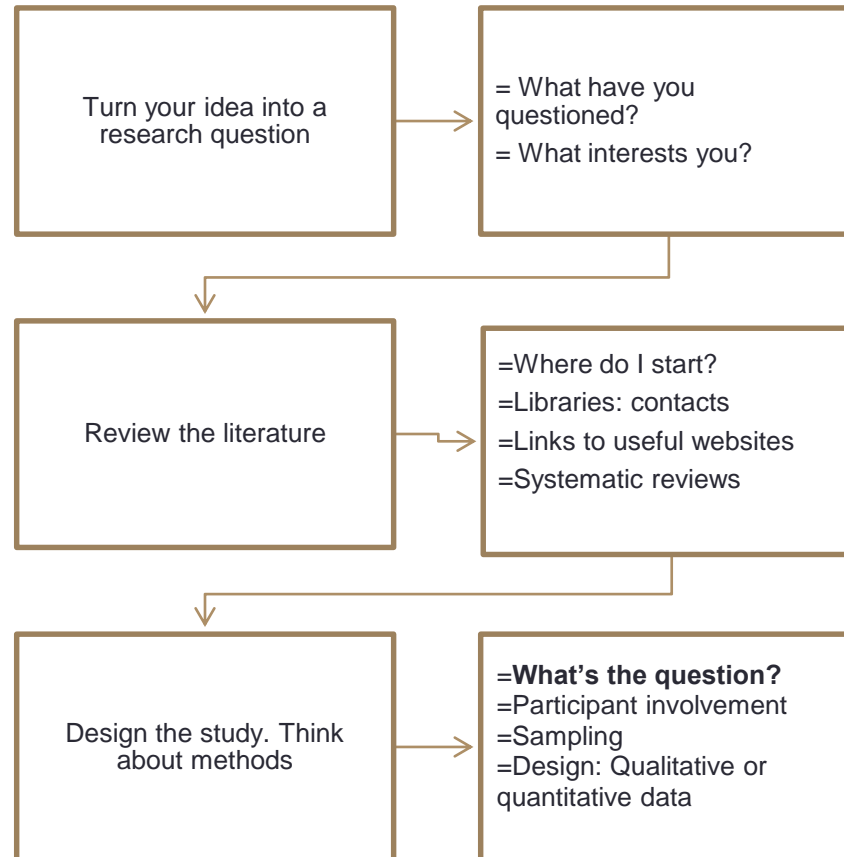 Turn your idea into a
research question
= What have you
questioned?
= What interests you?
Review the literature
=Where do I start?
=Libraries: contacts
=Links to useful websites
=Systematic reviews
Design the study. Think
about methods
=What’s the question?
=Participant involvement
=Sampling
=Design: Qualitative or
quantitative data